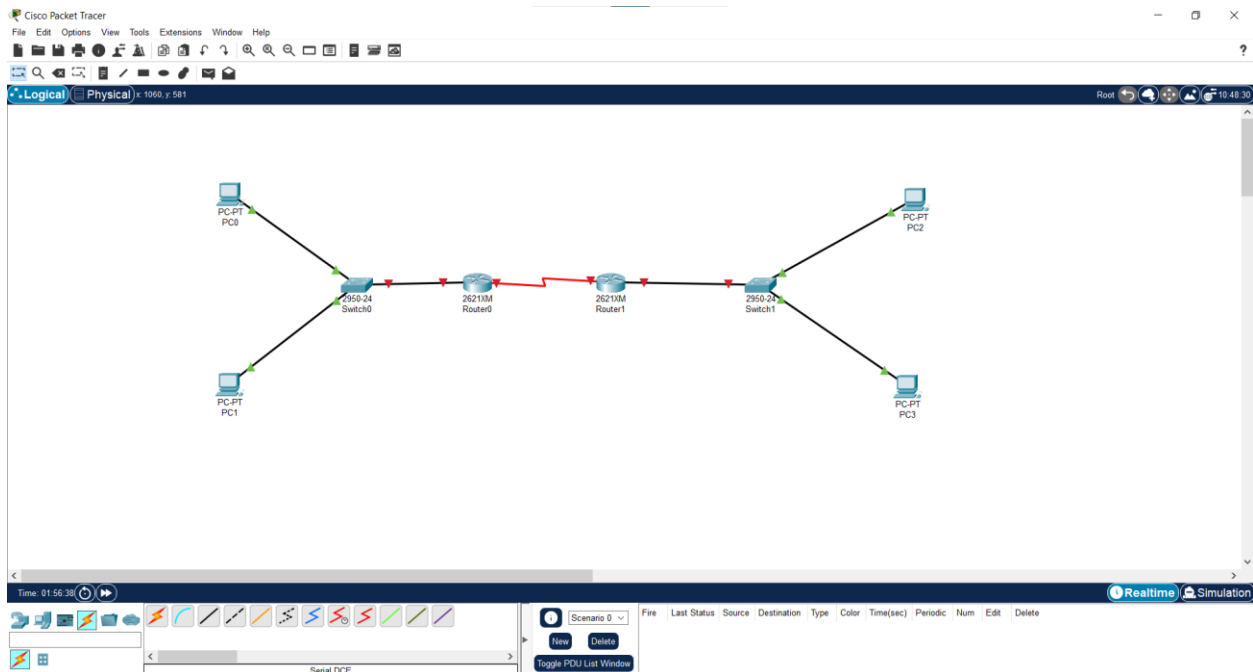 Cisco Packet Tracer
File Edit Options View Tools Extensions Window Help
?
Logical Physical x: 1060, y: 581 Root 10:48:30
PC-PT
PC0
PC-PT
PC2
2950-24
Switch0
2621XM
Router0
2621XM
Router1
2950-24
Switch1
PC-PT
PC1
PC-PT
PC3
Time: 01:56:38 Realtime Simulation
Scenario 0 Fire Last Status Source Destination Type Color Time(sec) Periodic Num Edit Delete
New Delete
Toggle PDU List Window
Serial DCE